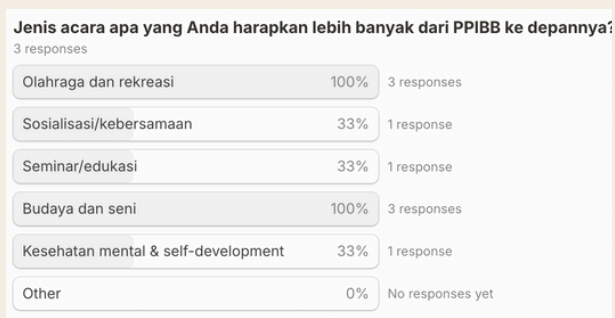 Jenis acara apa yang Anda harapkan lebih banyak dari PPIBB ke depannya?
3 responses
Olahraga dan rekreasi 100% 3 responses
Sosialisasi/kebersamaan 33% 1 response
Seminar/edukasi 33% 1 response
Budaya dan seni 100% 3 responses
Kesehatan mental & self-development 33% 1 response
Other 0% No responses yet